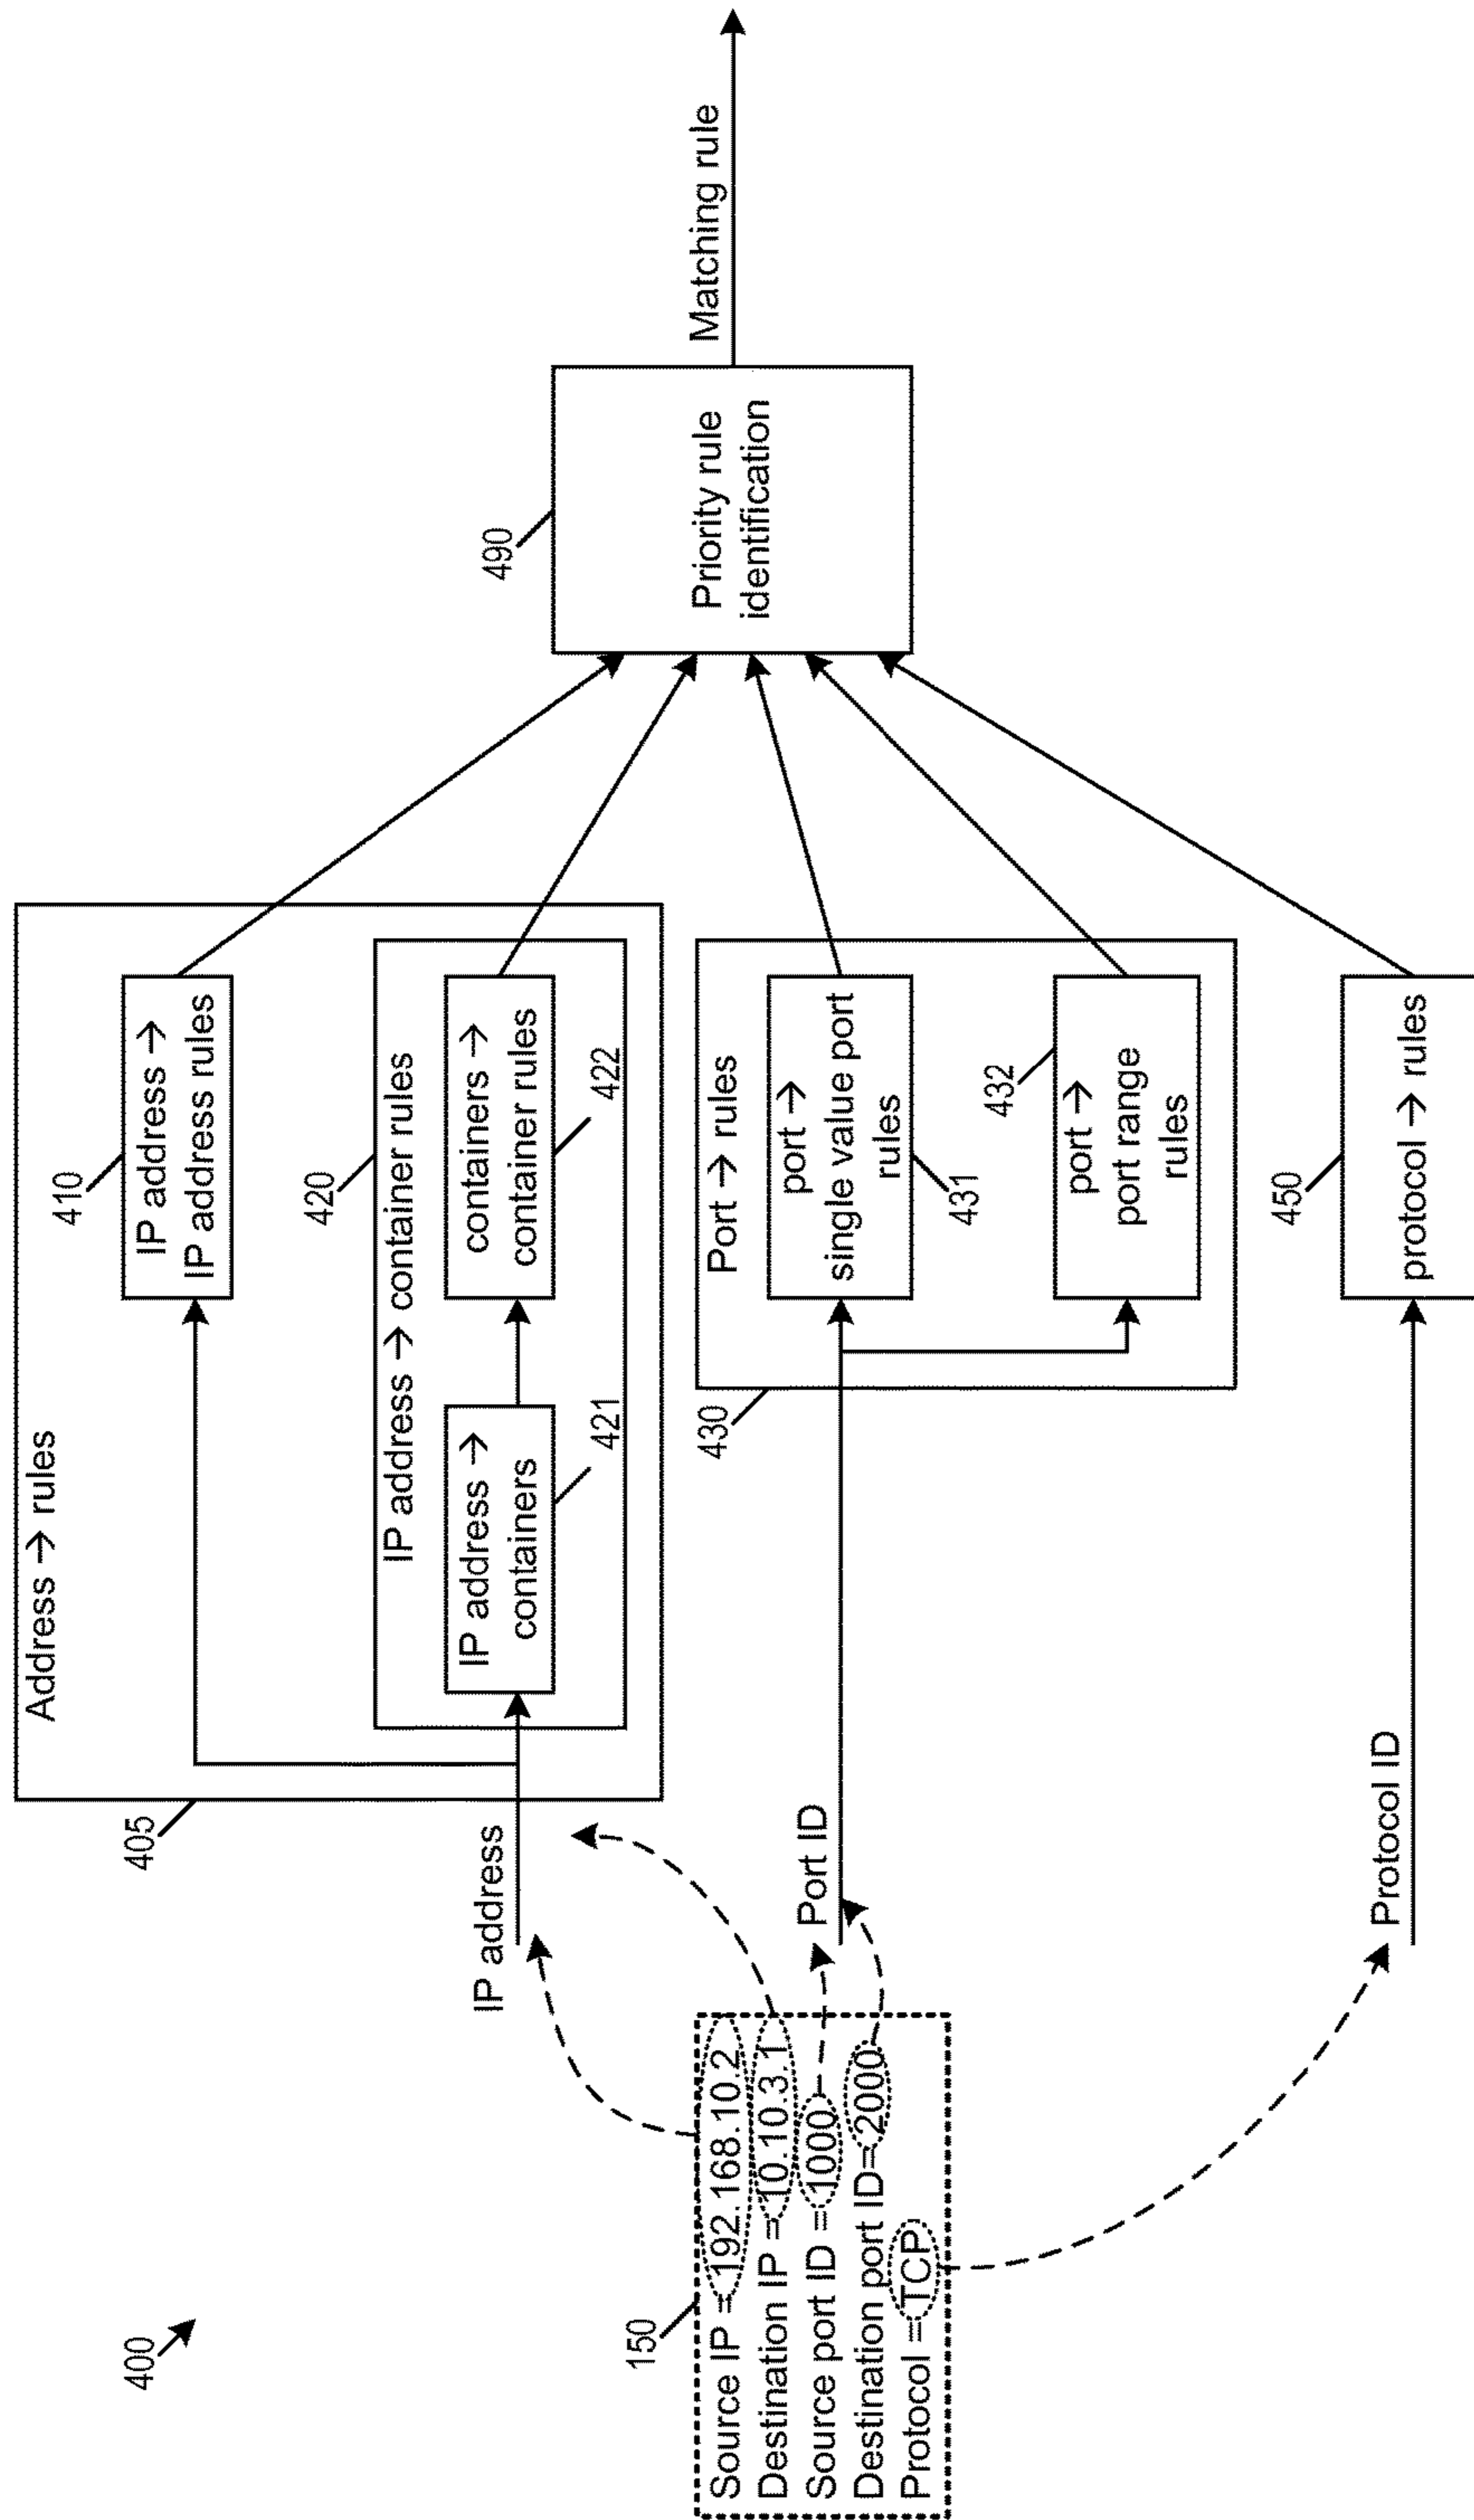 400
150
Source IP = 192.168.10.2
Destination IP = 10.10.3.1
Source port ID = 1000
Destination port ID= 2000
Protocol = TCP
IP address
Port ID
Protocol ID
405
Address → rules
410
IP address →
IP address rules
420
IP address → container rules
IP address →
containers
421
containers →
container rules
422
430
Port → rules
port →
single value port
rules
431
432
port →
port range
rules
450
protocol → rules
490
Priority rule
identification
Matching rule